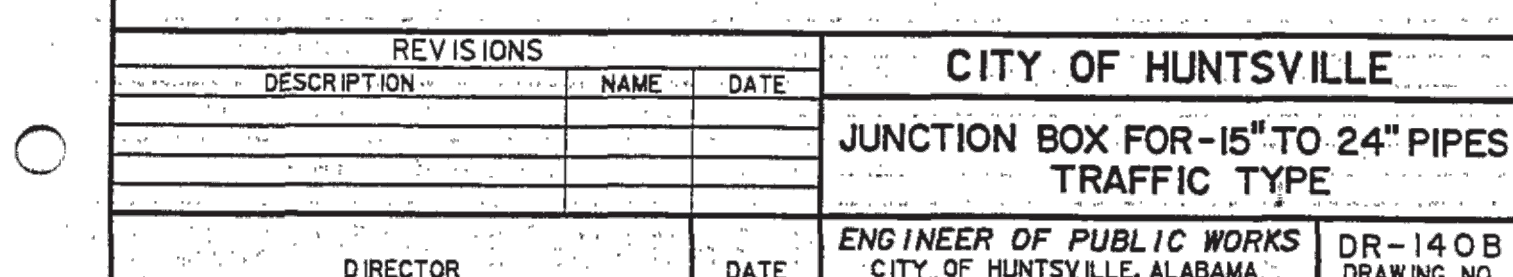 REVISIONS
DESCRIPTION NAME DATE
CITY OF HUNTSVILLE
JUNCTION BOX FOR-15" TO 24" PIPES
TRAFFIC TYPE
DIRECTOR DATE
ENGINEER OF PUBLIC WORKS
CITY OF HUNTSVILLE, ALABAMA
DR-140B
DRAWING NO.